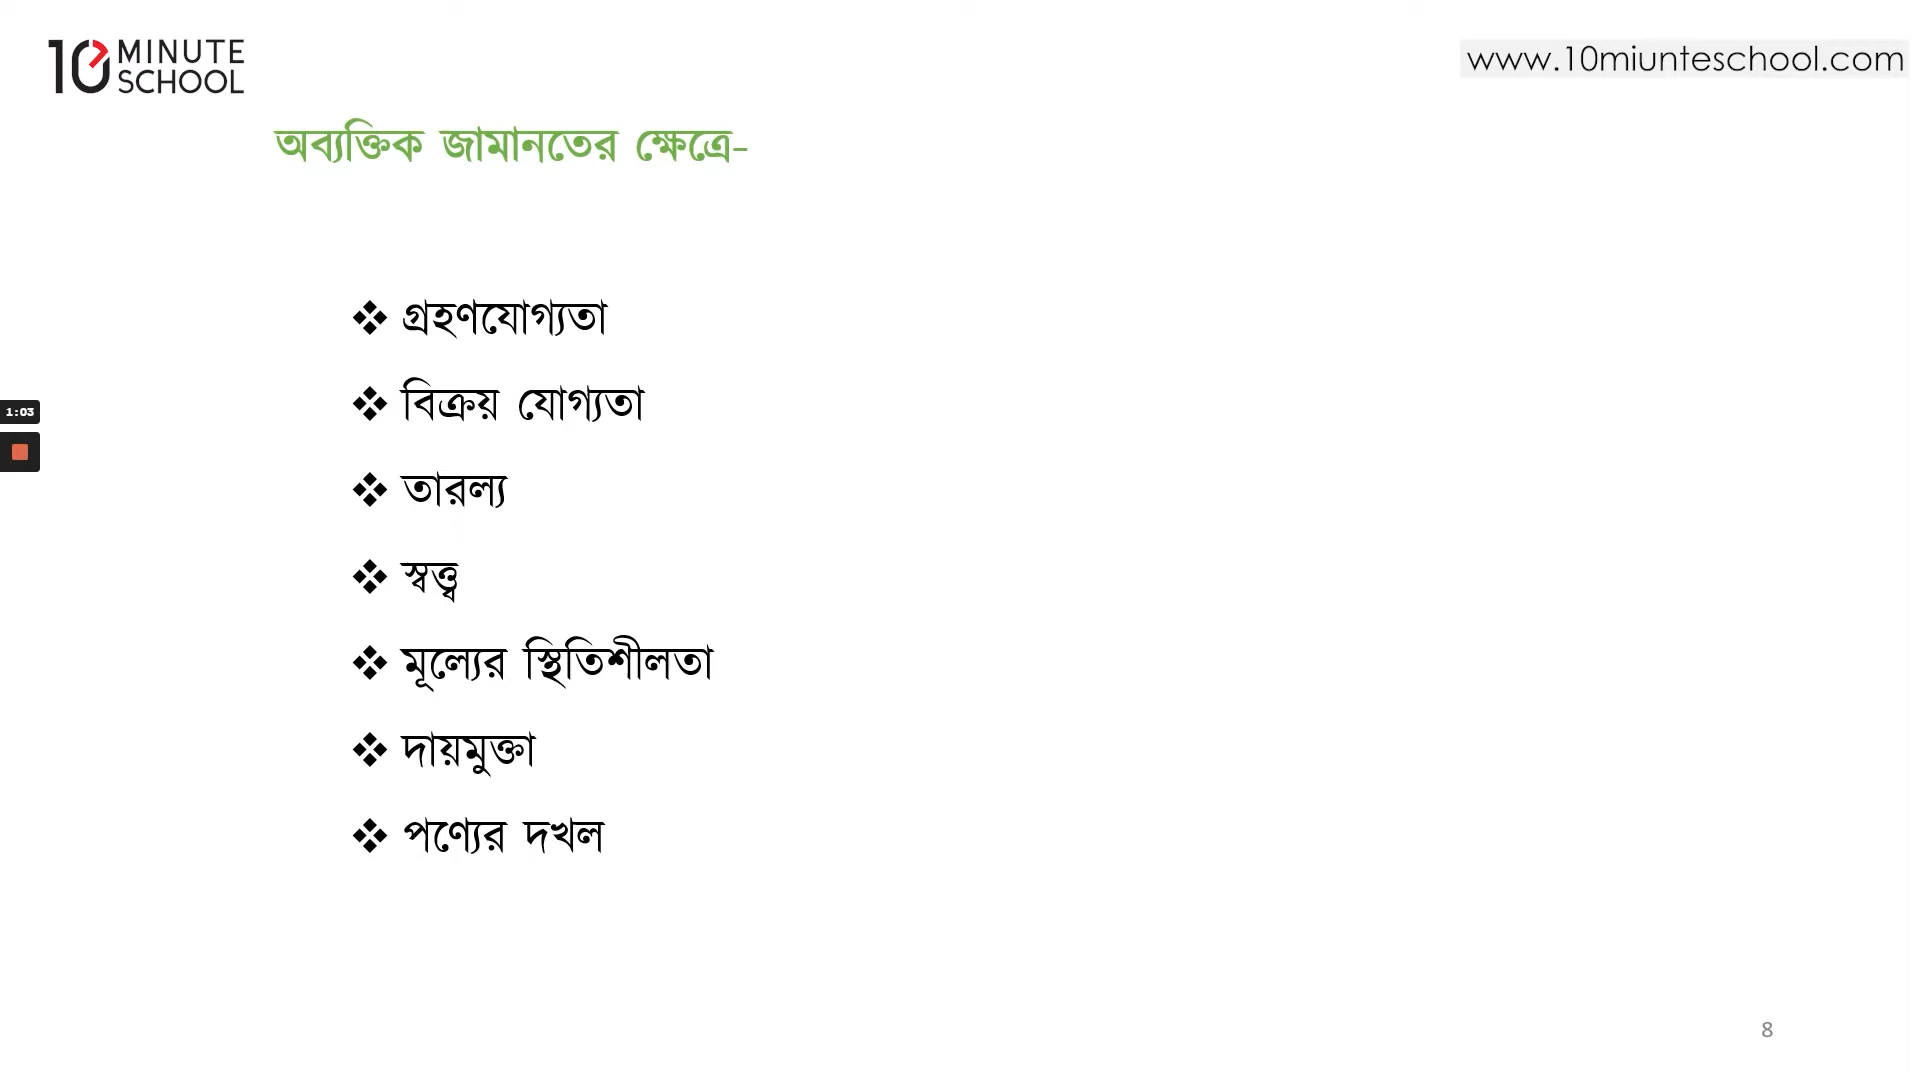 10 MINUTE SCHOOL
www.10miunteschool.com
অব্যক্তিক জামানতের ক্ষেত্রে-
❖ গ্রহণযোগ্যতা
❖ বিক্রয় যোগ্যতা
1:03
❖ তারল্য
❖ স্বত্ত্ব
❖ মূল্যের স্থিতিশীলতা
❖ দায়মুক্তা
❖ পণ্যের দখল
8